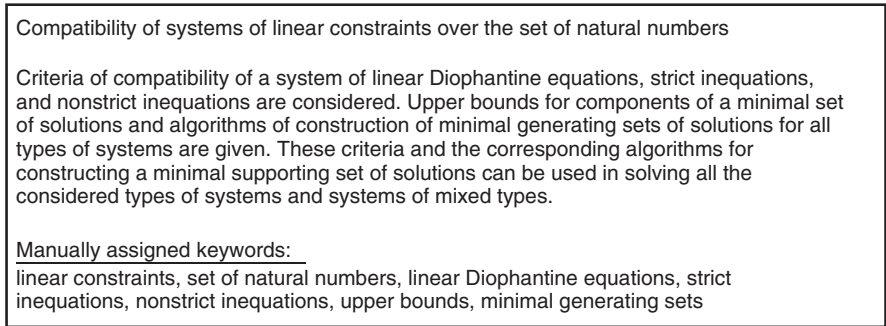 Compatibility of systems of linear constraints over the set of natural numbers
Criteria of compatibility of a system of linear Diophantine equations, strict inequations,
and nonstrict inequations are considered. Upper bounds for components of a minimal set
of solutions and algorithms of construction of minimal generating sets of solutions for all
types of systems are given. These criteria and the corresponding algorithms for
constructing a minimal supporting set of solutions can be used in solving all the
considered types of systems and systems of mixed types.
Manually assigned keywords:
linear constraints, set of natural numbers, linear Diophantine equations, strict
inequations, nonstrict inequations, upper bounds, minimal generating sets